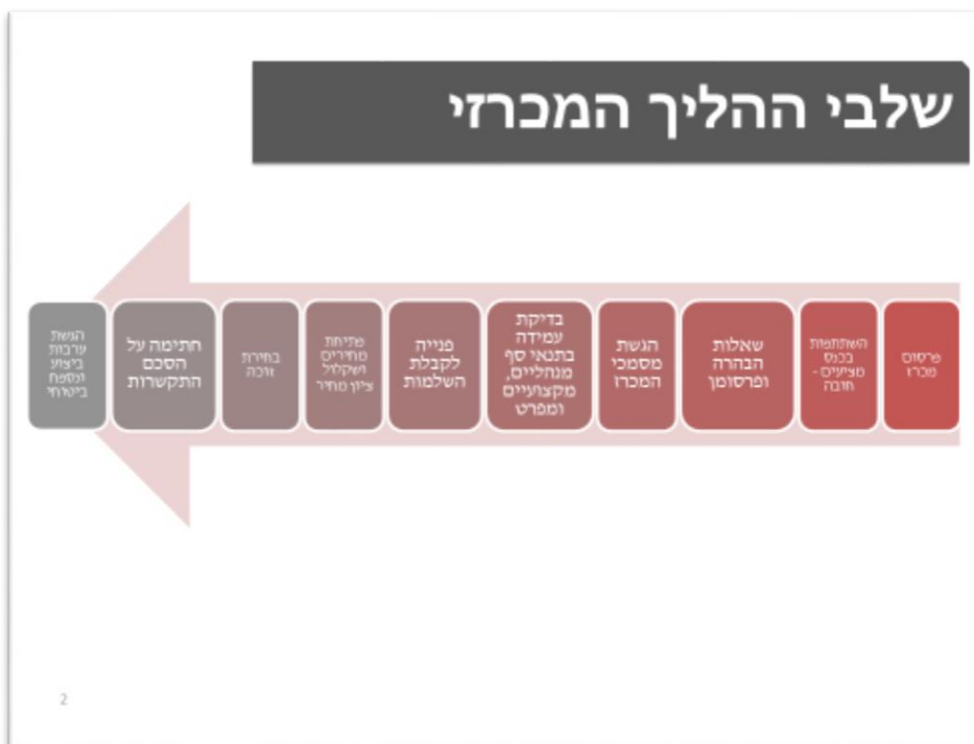 שלבי ההליך המכרזי
פרסום
מכרז
השתתפות
בכנס
מציעים -
חובה
שאלות
הבהרה
ופרסומן
הגשת
מסמכי
המכרז
בדיקת
עמידה
בתנאי סף
מנהליים,
מקצועיים
ומפרט
פנייה
לקבלת
השלמות
פתיחת
מחירים
ושקלול
ציון מחיר
בחירת
זוכה
חתימה על
הסכם
התקשרות
הגשת
ערבות
ביצוע
ונספח
ביטוחי
2